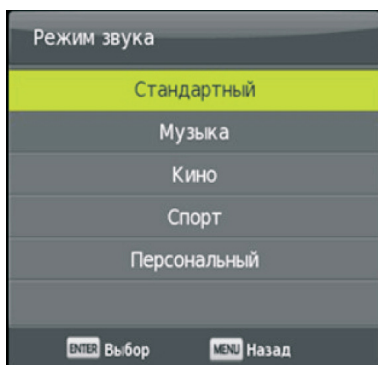 Режим звука
Стандартный
Музыка
Кино
Спорт
Персональный
ENTER Выбор MENU Назад